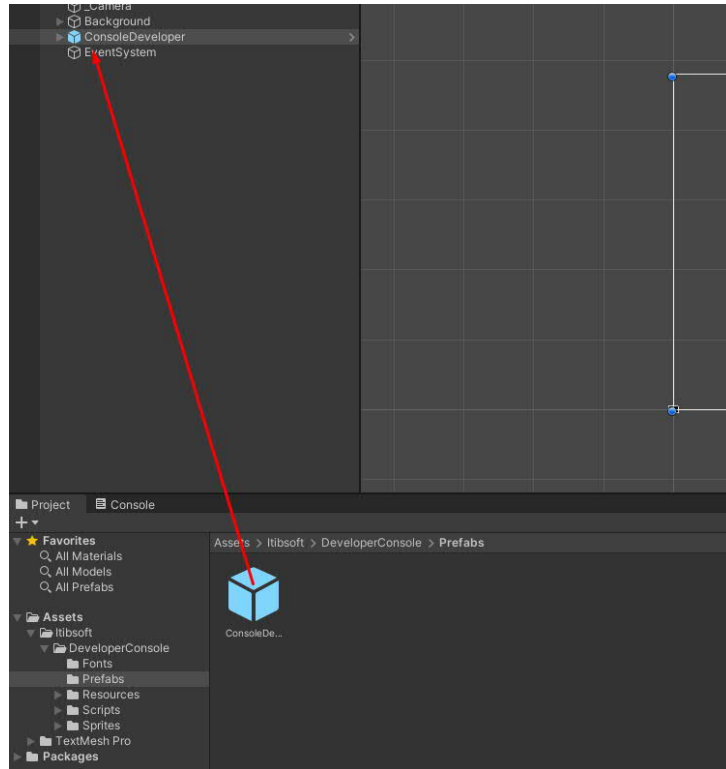 _Camera
Background
ConsoleDeveloper
EventSystem
Project Console
Favorites
All Materials
All Models
All Prefabs
Assets
Itibsoft
DeveloperConsole
Fonts
Prefabs
Resources
Scripts
Sprites
TextMesh Pro
Packages
Assets > Itibsoft > DeveloperConsole > Prefabs
ConsoleDe...